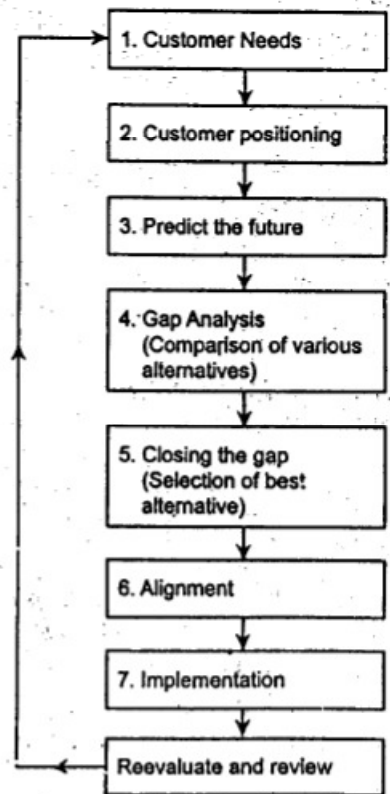 1. Customer Needs
2. Customer positioning
3. Predict the future
4. Gap Analysis
(Comparison of various
alternatives)
5. Closing the gap
(Selection of best
alternative)
6. Alignment
7. Implementation
Reevaluate and review